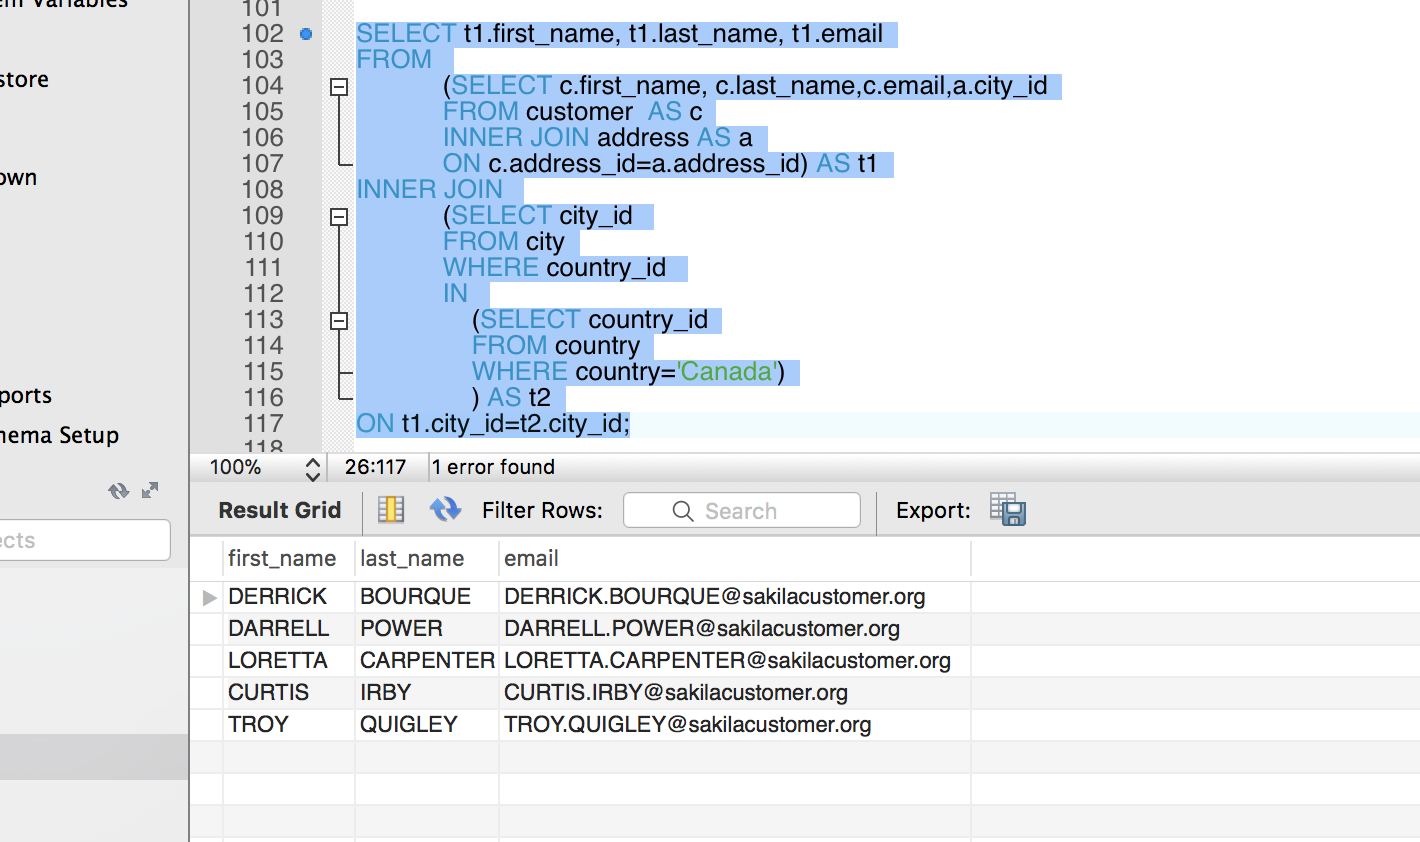 101
102 SELECT t1.first_name, t1.last_name, t1.email
103 FROM
104 (SELECT c.first_name, c.last_name,c.email,a.city_id
105 FROM customer  AS c
106 INNER JOIN address AS a
107 ON c.address_id=a.address_id) AS t1
108 INNER JOIN
109 (SELECT city_id
110 FROM city
111 WHERE country_id
112 IN
113 (SELECT country_id
114 FROM country
115 WHERE country='Canada')
116 ) AS t2
117 ON t1.city_id=t2.city_id;
118
Variables
store
own
ports
hema Setup
ects
100% 26:117 1 error found
Result Grid Filter Rows: Search Export:
first_name last_name email
DERRICK BOURQUE DERRICK.BOURQUE@sakilacustomer.org
DARRELL POWER DARRELL.POWER@sakilacustomer.org
LORETTA CARPENTER LORETTA.CARPENTER@sakilacustomer.org
CURTIS IRBY CURTIS.IRBY@sakilacustomer.org
TROY QUIGLEY TROY.QUIGLEY@sakilacustomer.org